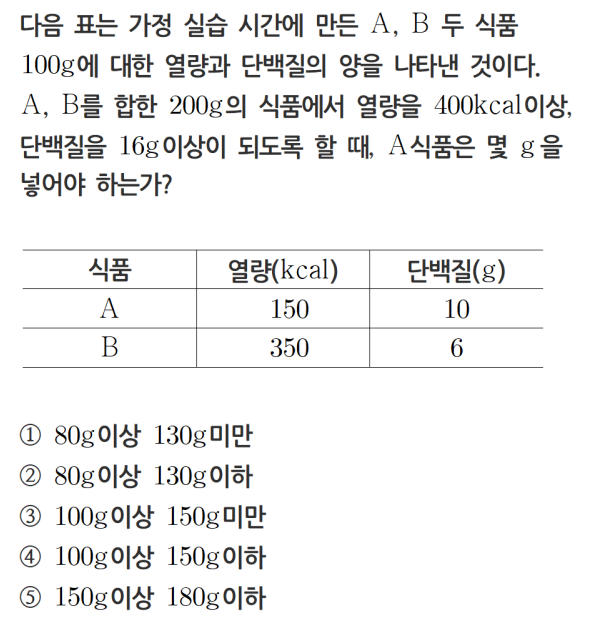 다음 표는 가정 실습 시간에 만든 A, B 두 식품
100g에 대한 열량과 단백질의 양을 나타낸 것이다.
A, B를 합한 200g의 식품에서 열량을 400kcal이상,
단백질을 16g이상이 되도록 할 때, A식품은 몇 g을
넣어야 하는가?
식품 열량(kcal) 단백질(g)
A 150 10
B 350 6
① 80g이상 130g미만
② 80g이상 130g이하
③ 100g이상 150g미만
④ 100g이상 150g이하
⑤ 150g이상 180g이하